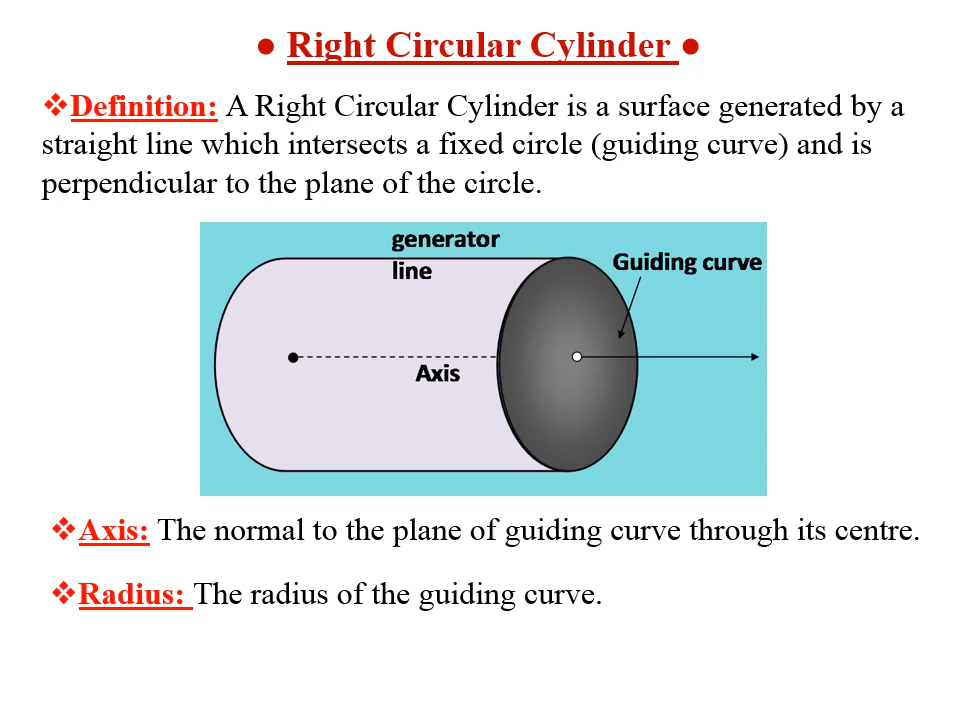 ● Right Circular Cylinder ●
❖Definition: A Right Circular Cylinder is a surface generated by a
straight line which intersects a fixed circle (guiding curve) and is
perpendicular to the plane of the circle.
generator
line
Guiding curve
Axis
❖Axis: The normal to the plane of guiding curve through its centre.
❖Radius: The radius of the guiding curve.